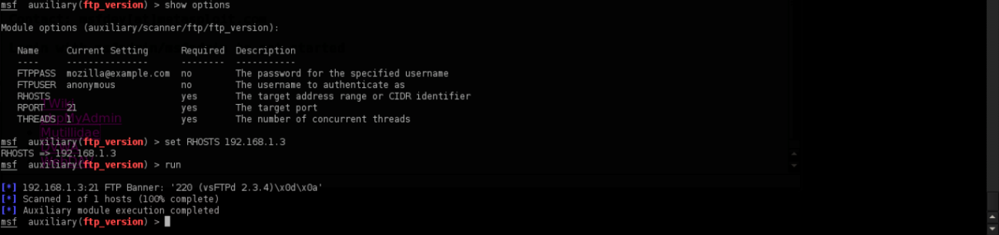 msf auxiliary(ftp_version) > show options
Module options (auxiliary/scanner/ftp/ftp_version):
Name Current Setting Required Description
---- --------------- -------- -----------
FTPPASS mozilla@example.com no The password for the specified username
FTPUSER anonymous no The username to authenticate as
RHOSTS yes The target address range or CIDR identifier
TWiki
RPORT 21 yes The target port
THREADS 1 yes The number of concurrent threads
phpMyAdmin
Mutillidae
msf auxiliary(ftp_version) > set RHOSTS 192.168.1.3
RHOSTS => 192.168.1.3
msf auxiliary(ftp_version) > run
[*] 192.168.1.3:21 FTP Banner: '220 (vsFTPd 2.3.4)\x0d\x0a'
[*] Scanned 1 of 1 hosts (100% complete)
[*] Auxiliary module execution completed
msf auxiliary(ftp_version) >